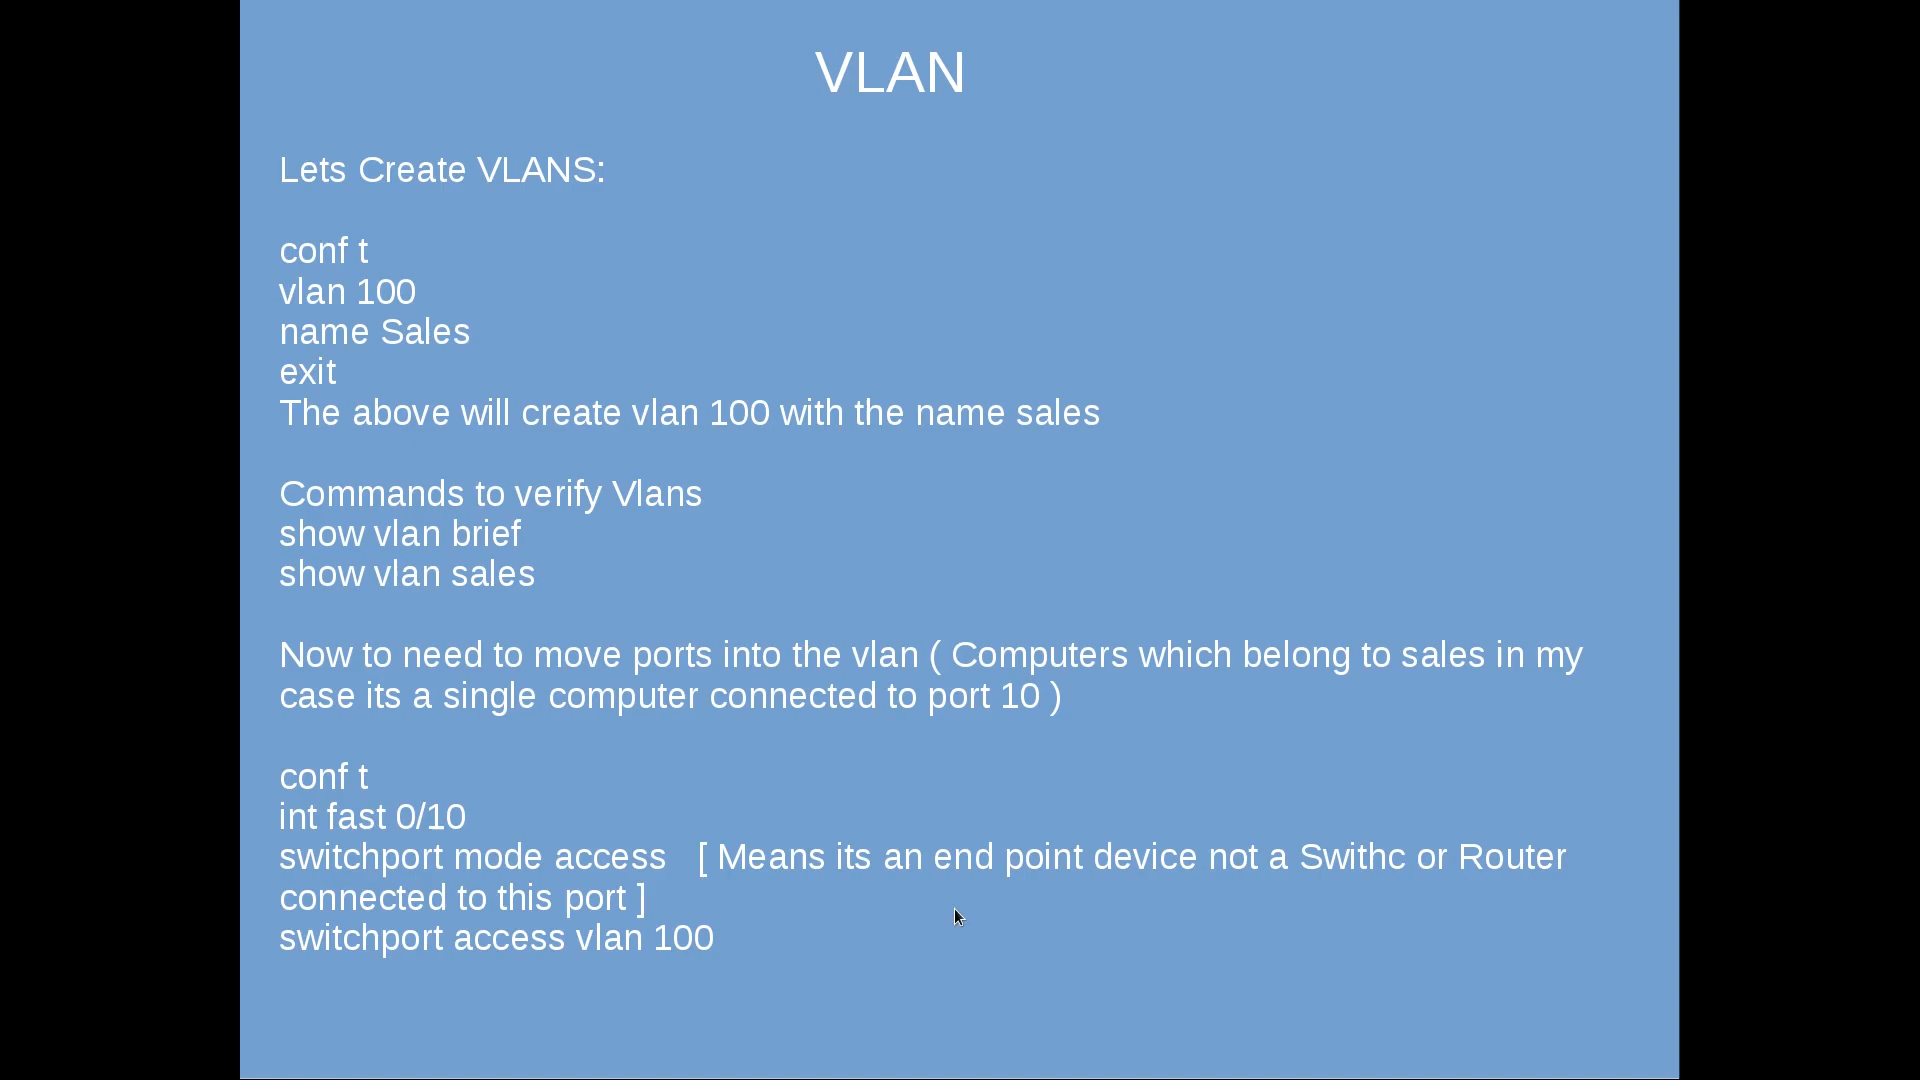 VLAN
Lets Create VLANS:
conf t
vlan 100
name Sales
exit
The above will create vlan 100 with the name sales
Commands to verify Vlans
show vlan brief
show vlan sales
Now to need to move ports into the vlan ( Computers which belong to sales in my
case its a single computer connected to port 10 )
conf t
int fast 0/10
switchport mode access   [ Means its an end point device not a Swithc or Router
connected to this port ]
switchport access vlan 100